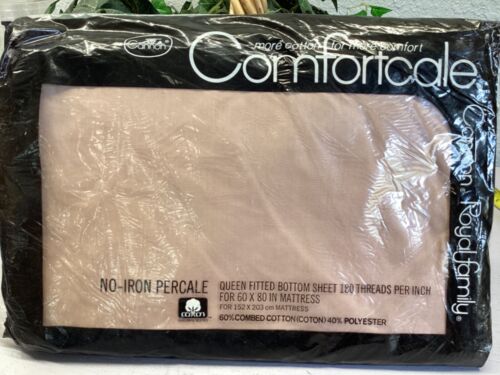 Cannon
more cotton for more comfort
Comfortcale
Cannon Royal Family®
NO-IRON PERCALE
QUEEN FITTED BOTTOM SHEET 180 THREADS PER INCH
FOR 60 X 80 IN MATTRESS
FOR 152 X 203 cm MATTRESS
60% COMBED COTTON (COTON) 40% POLYESTER
cotton